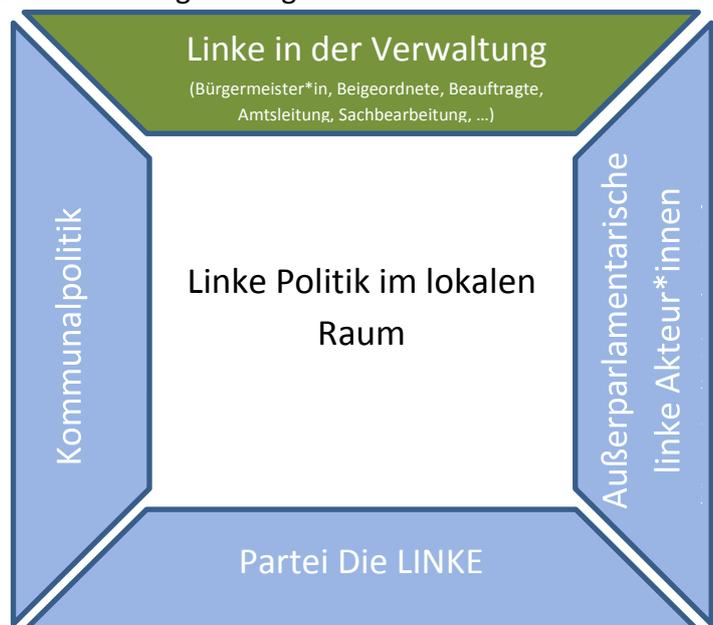 Linke in der Verwaltung
(Bürgermeister*in, Beigeordnete, Beauftragte,
Amtsleitung, Sachbearbeitung, …)
Kommunalpolitik
Linke Politik im lokalen
Raum
Außerparlamentarische
linke Akteur*innen
Partei Die LINKE